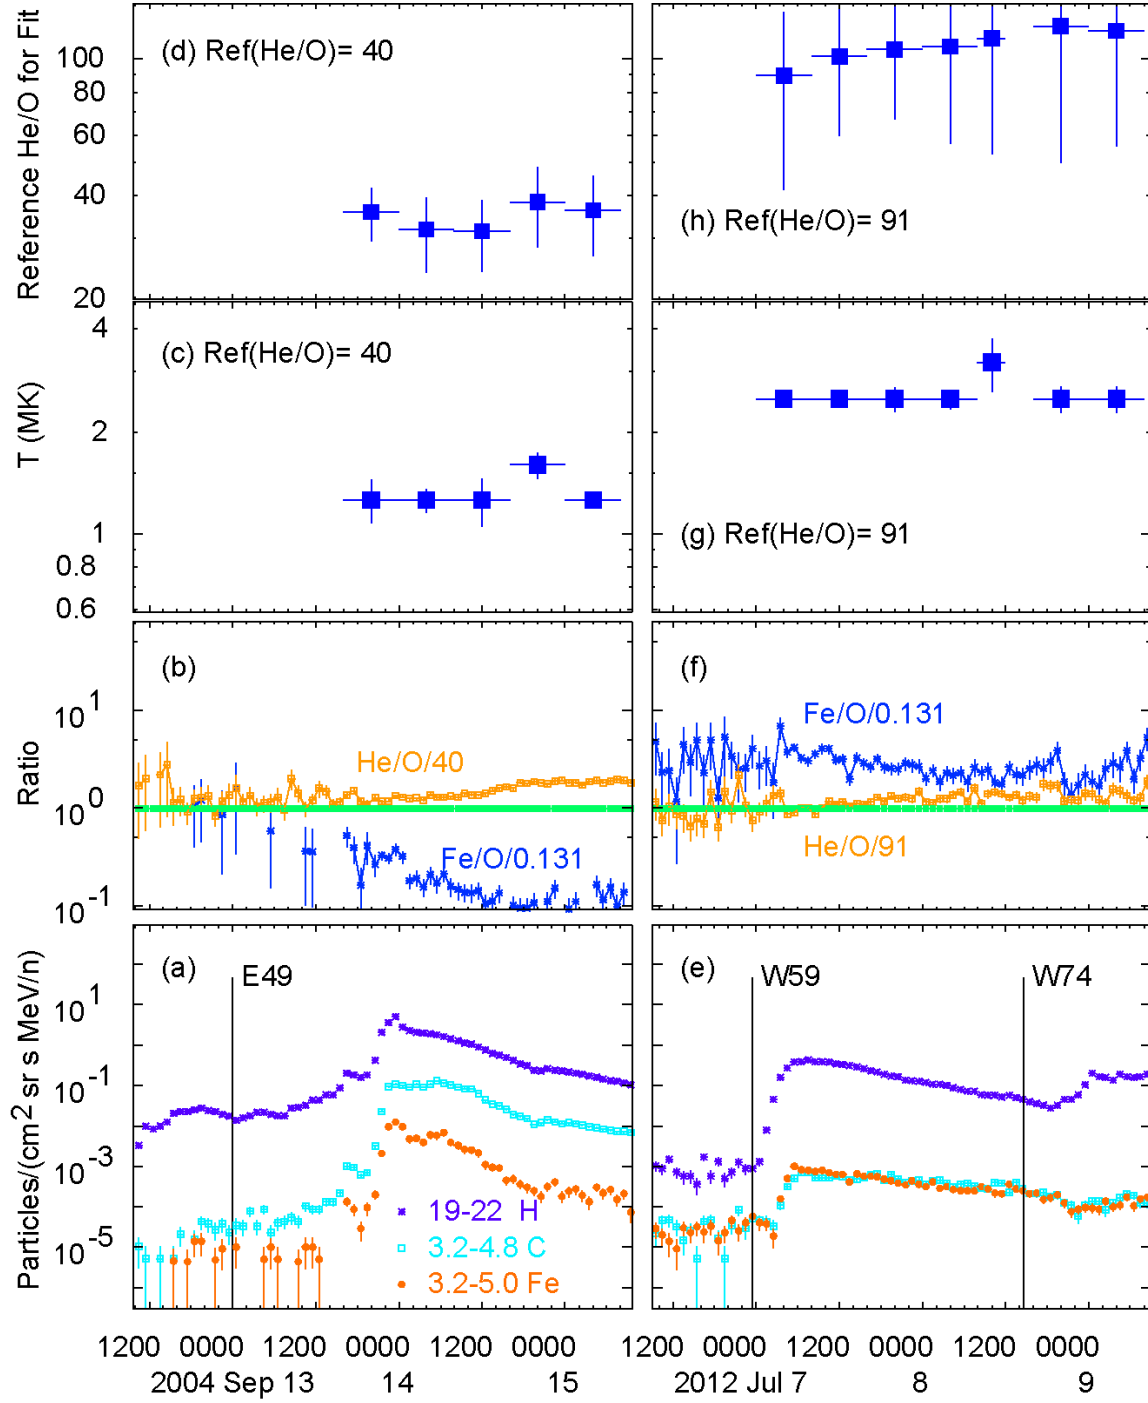 Reference He/O for Fit
100
80
60
40
20
(d) Ref(He/O)= 40
(h) Ref(He/O)= 91
T (MK)
4
2
1
0.8
0.6
(c) Ref(He/O)= 40
(g) Ref(He/O)= 91
Ratio
10^1
10^0
10^-1
(b)
He/O/40
Fe/O/0.131
(f)
Fe/O/0.131
He/O/91
Particles/(cm^2 sr s MeV/n)
10^1
10^-1
10^-3
10^-5
(a)
E49
19-22 H
3.2-4.8 C
3.2-5.0 Fe
(e)
W59
W74
1200 0000 1200 0000 1200 0000 1200 0000 1200 0000
2004 Sep 13 14 15 2012 Jul 7 8 9